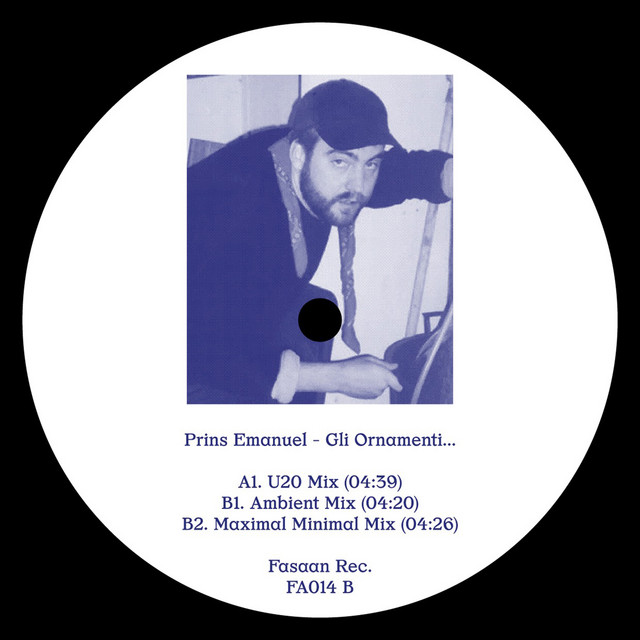 Prins Emanuel - Gli Ornamenti...
A1. U20 Mix (04:39)
B1. Ambient Mix (04:20)
B2. Maximal Minimal Mix (04:26)
Fasaan Rec.
FA014 B